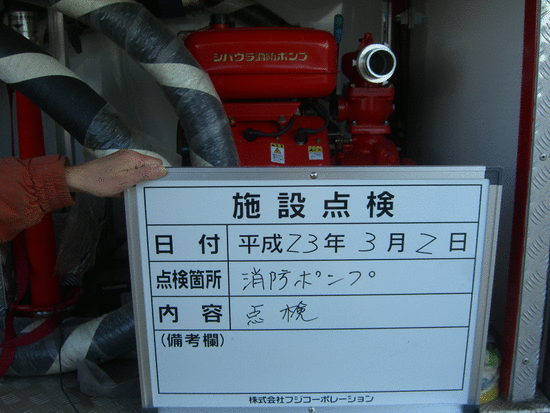 シバウラ消防ポンプ
施設点検
日付 平成23年3月2日
点検箇所 消防ポンプ
内容 点検
(備考欄)
株式会社フジコーポレーション